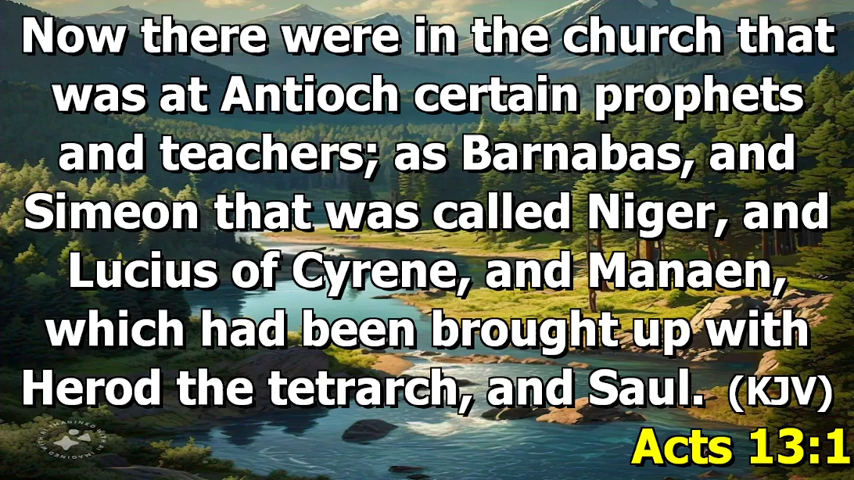 Now there were in the church that
was at Antioch certain prophets
and teachers; as Barnabas, and
Simeon that was called Niger, and
Lucius of Cyrene, and Manaen,
which had been brought up with
Herod the tetrarch, and Saul. (KJV)
Acts 13:1